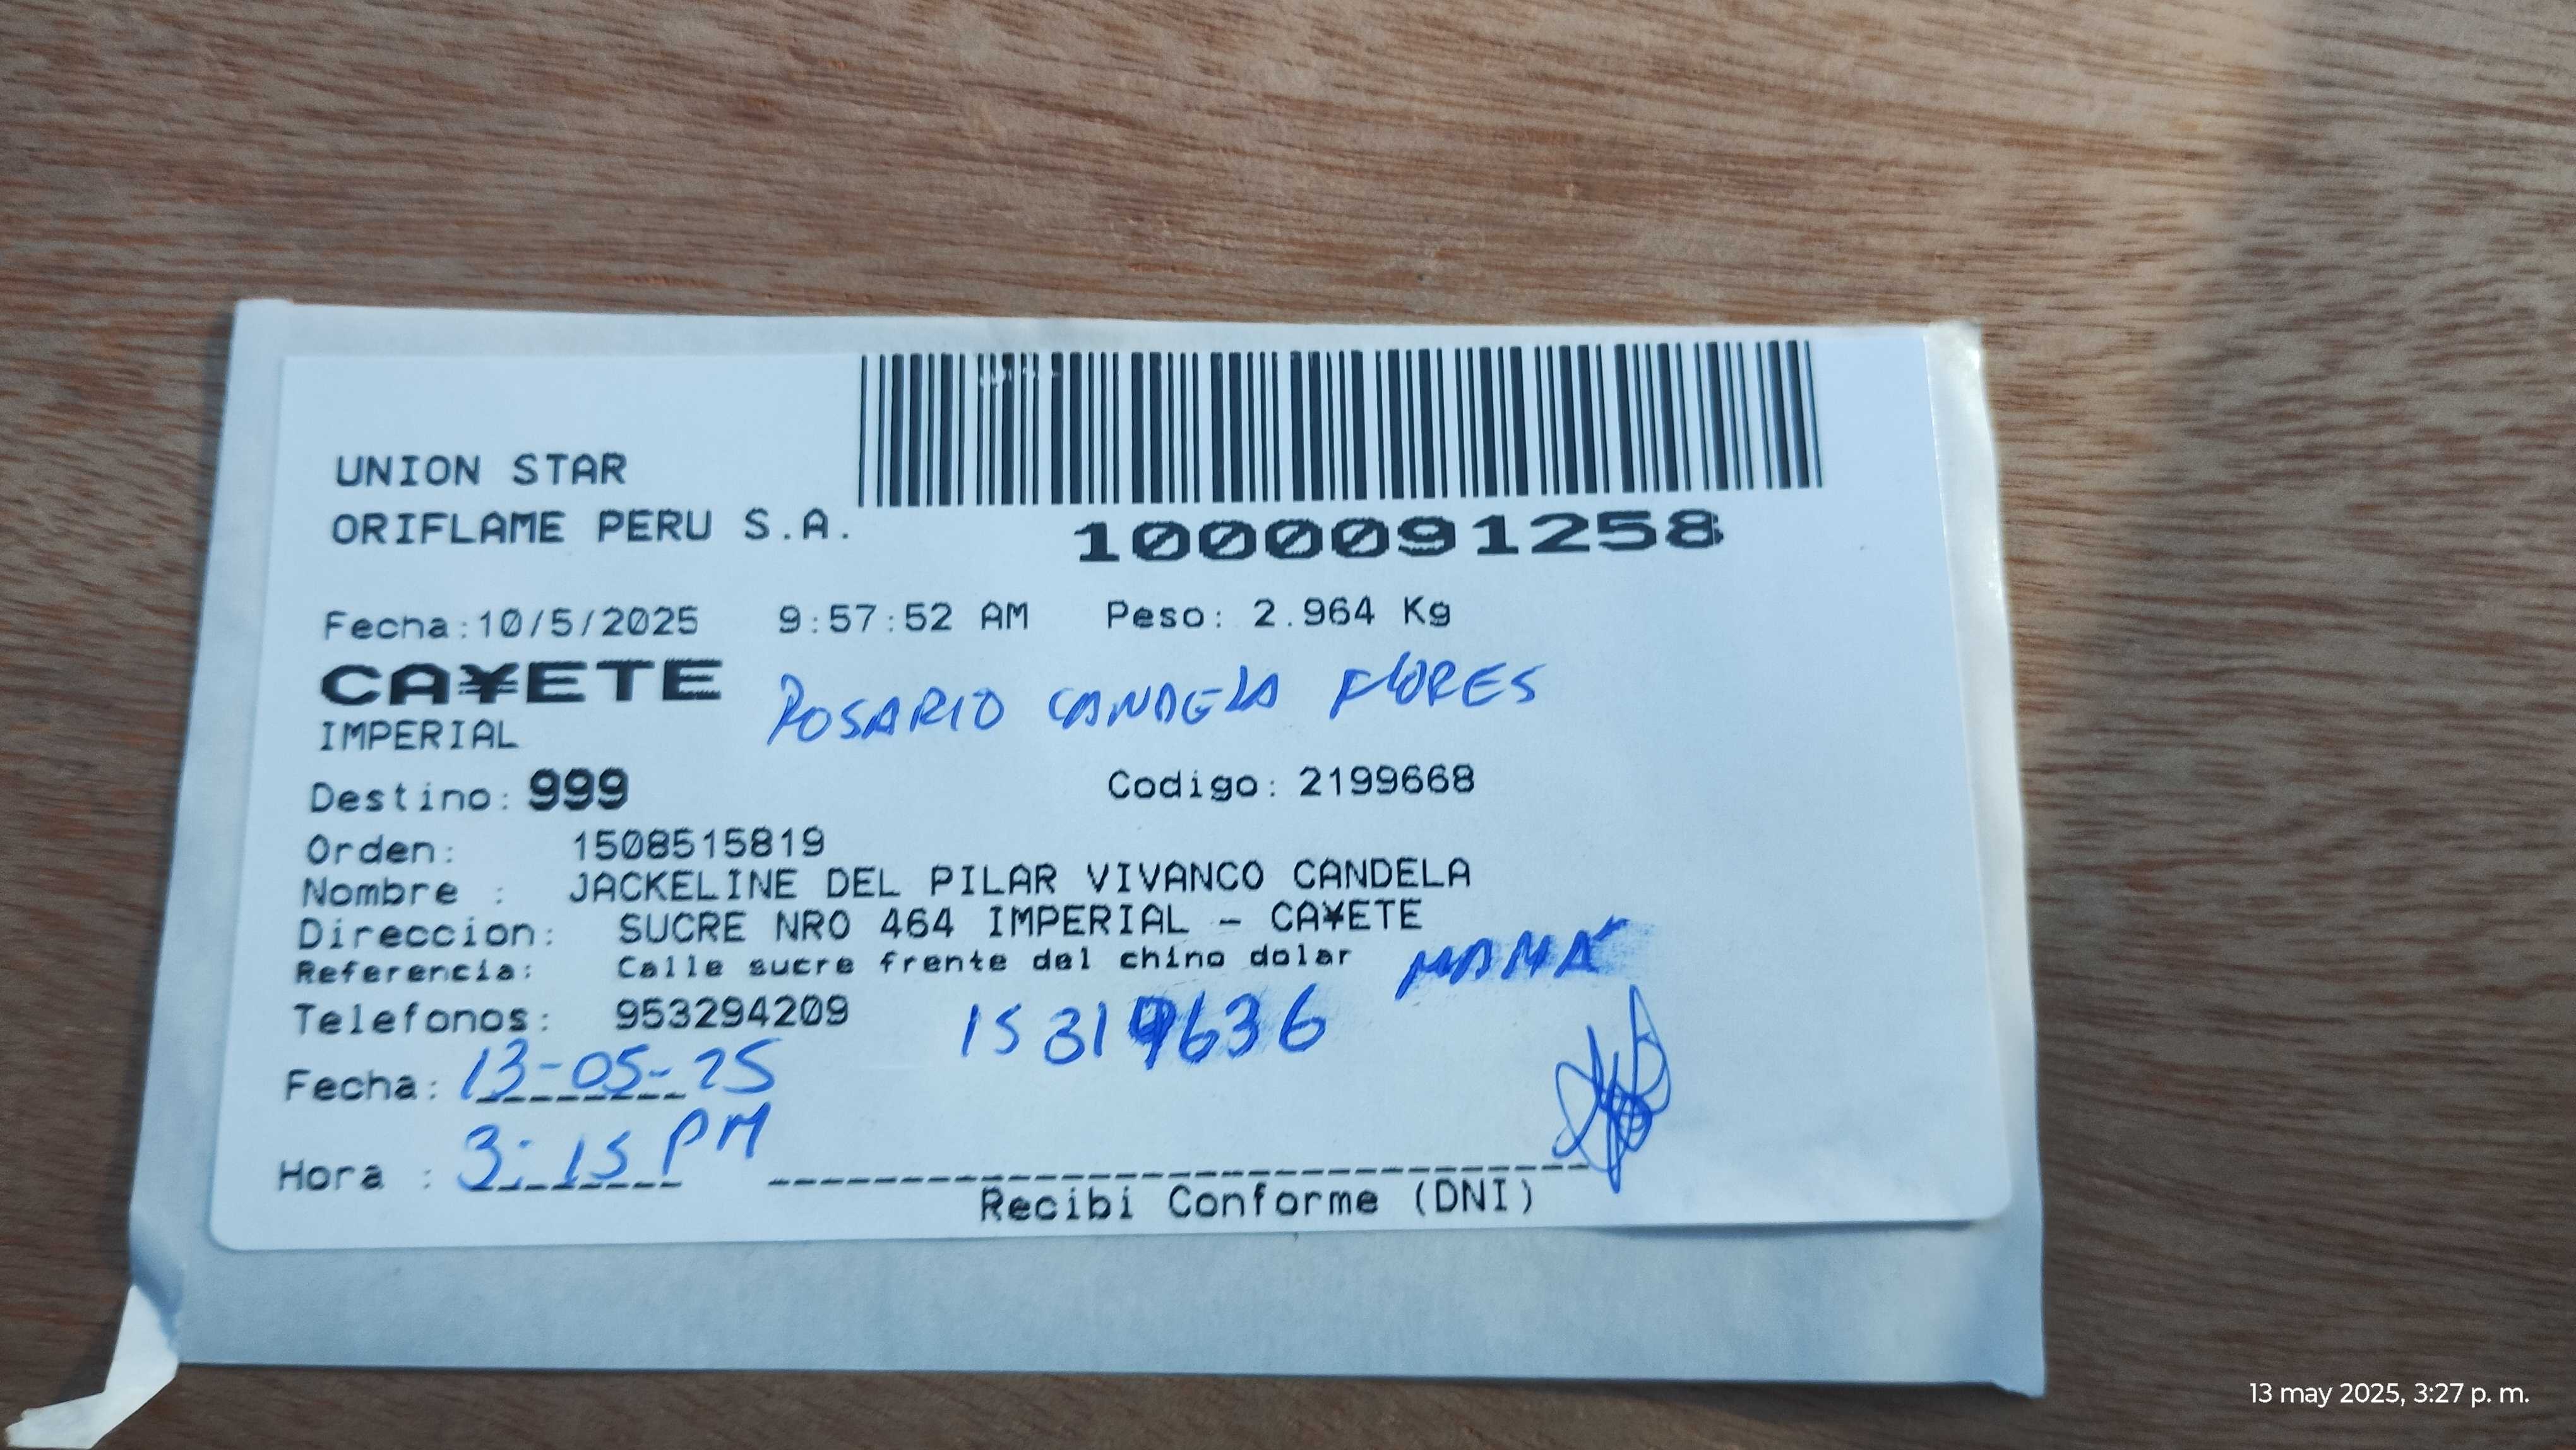 UNION STAR
ORIFLAME PERU S.A.
1000091258
Fecha:10/5/2025 9:57:52 AM Peso: 2.964 Kg
CA¥ETE
ROSARIO CANDELA FLORES
IMPERIAL
Destino: 999 Codigo: 2199668
Orden: 1508515819
Nombre : JACKELINE DEL PILAR VIVANCO CANDELA
Direccion: SUCRE NRO 464 IMPERIAL - CA¥ETE
Referencia: Calle sucre frente del chino dolar MAMÁ
Telefonos: 953294209
Fecha: 13-05-25
Hora : 3:15 PM
Recibi Conforme (DNI)
13 may 2025, 3:27 p. m.